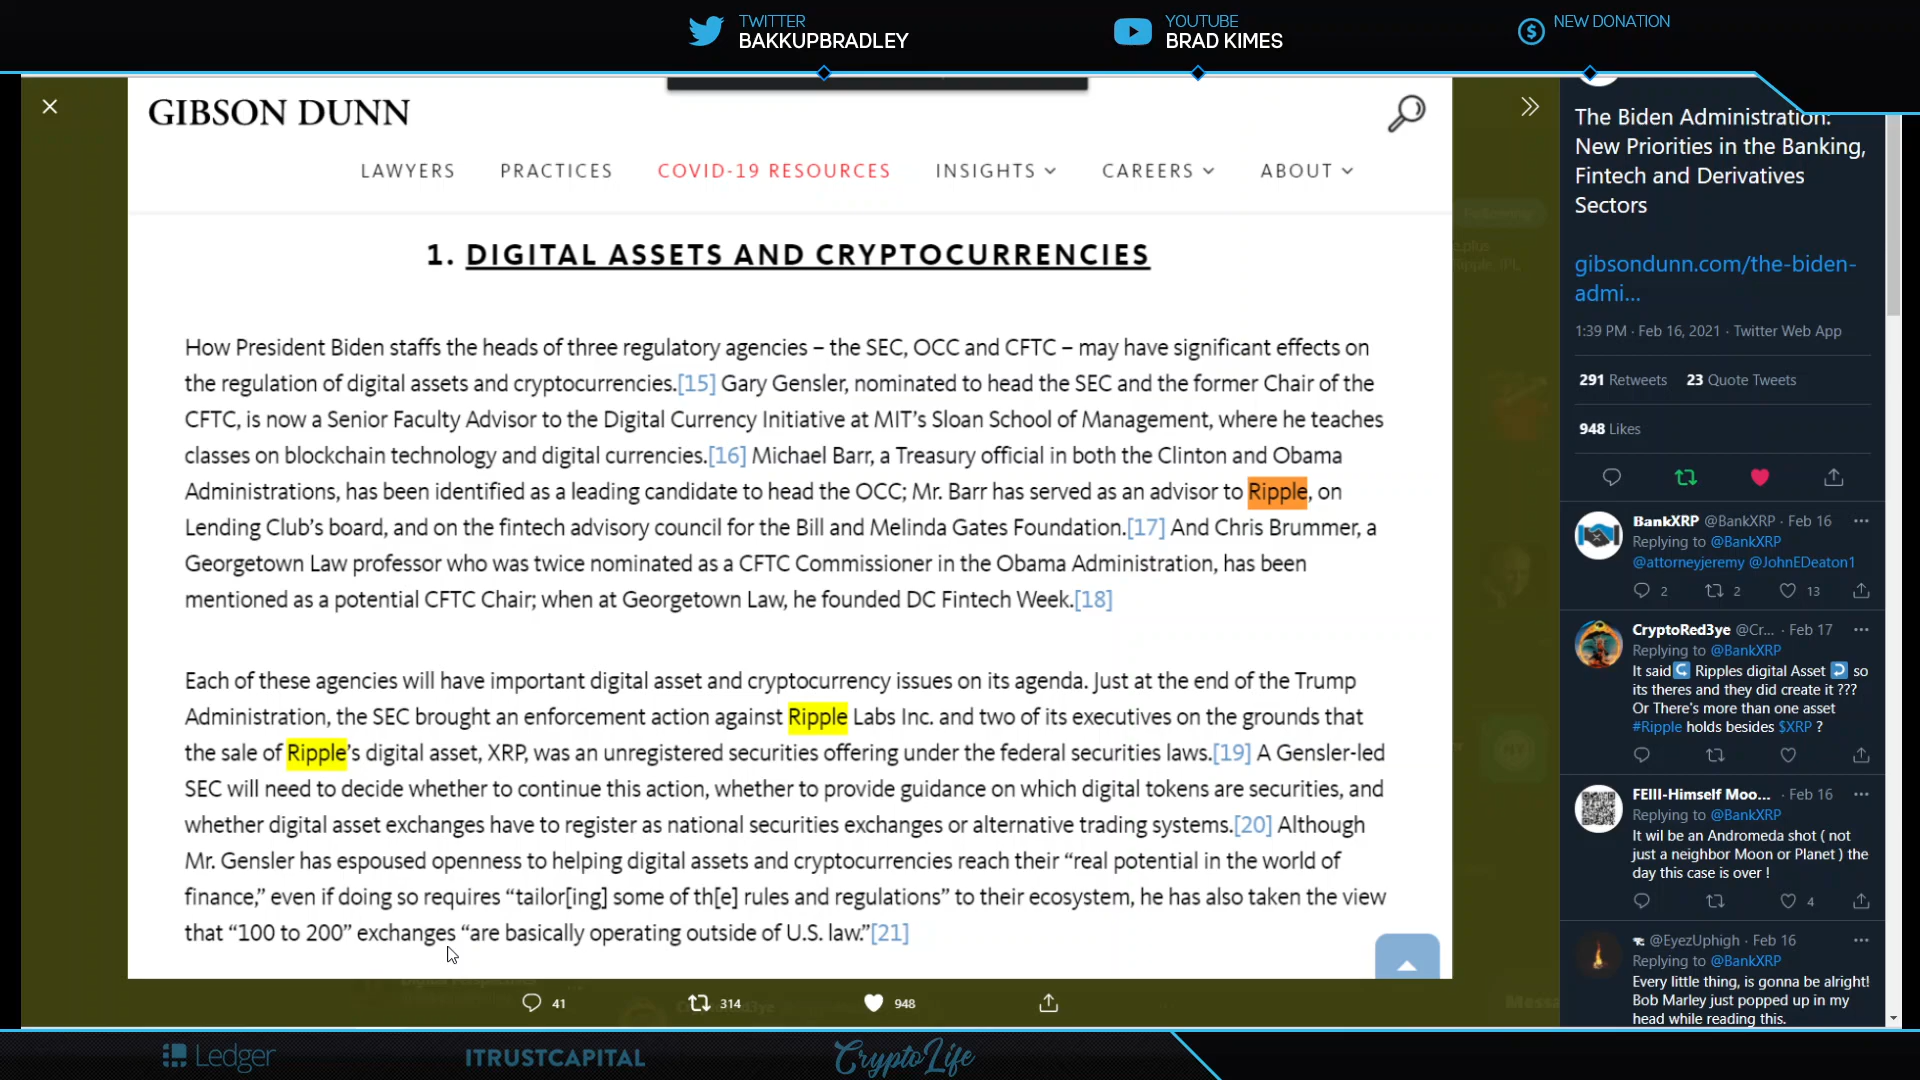 TWITTER
BAKKUPBRADLEY
YOUTUBE
BRAD KIMES
NEW DONATION
GIBSON DUNN
LAWYERS PRACTICES COVID-19 RESOURCES INSIGHTS CAREERS ABOUT
1. DIGITAL ASSETS AND CRYPTOCURRENCIES
How President Biden staffs the heads of three regulatory agencies – the SEC, OCC and CFTC – may have significant effects on
the regulation of digital assets and cryptocurrencies.[15] Gary Gensler, nominated to head the SEC and the former Chair of the
CFTC, is now a Senior Faculty Advisor to the Digital Currency Initiative at MIT’s Sloan School of Management, where he teaches
classes on blockchain technology and digital currencies.[16] Michael Barr, a Treasury official in both the Clinton and Obama
Administrations, has been identified as a leading candidate to head the OCC; Mr. Barr has served as an advisor to Ripple, on
Lending Club’s board, and on the fintech advisory council for the Bill and Melinda Gates Foundation.[17] And Chris Brummer, a
Georgetown Law professor who was twice nominated as a CFTC Commissioner in the Obama Administration, has been
mentioned as a potential CFTC Chair; when at Georgetown Law, he founded DC Fintech Week.[18]
Each of these agencies will have important digital asset and cryptocurrency issues on its agenda. Just at the end of the Trump
Administration, the SEC brought an enforcement action against Ripple Labs Inc. and two of its executives on the grounds that
the sale of Ripple’s digital asset, XRP, was an unregistered securities offering under the federal securities laws.[19] A Gensler-led
SEC will need to decide whether to continue this action, whether to provide guidance on which digital tokens are securities, and
whether digital asset exchanges have to register as national securities exchanges or alternative trading systems.[20] Although
Mr. Gensler has espoused openness to helping digital assets and cryptocurrencies reach their “real potential in the world of
finance,” even if doing so requires “tailor[ing] some of th[e] rules and regulations” to their ecosystem, he has also taken the view
that “100 to 200” exchanges “are basically operating outside of U.S. law.”[21]
41 314 948
The Biden Administration:
New Priorities in the Banking,
Fintech and Derivatives
Sectors
gibsondunn.com/the-biden-
admi...
1:39 PM · Feb 16, 2021 · Twitter Web App
291 Retweets 23 Quote Tweets
948 Likes
BankXRP @BankXRP · Feb 16
Replying to @BankXRP
@attorneyjeremy @JohnEDeaton1
2 2 13
CryptoRed3ye @Cr... · Feb 17
Replying to @BankXRP
It said Ripples digital Asset so
its theres and they did create it ???
Or There's more than one asset
#Ripple holds besides $XRP ?
FEIII-Himself Moo... · Feb 16
Replying to @BankXRP
It wil be an Andromeda shot ( not
just a neighbor Moon or Planet ) the
day this case is over !
4
@EyezUphigh · Feb 16
Replying to @BankXRP
Every little thing, is gonna be alright!
Bob Marley just popped up in my
head while reading this.
Ledger
ITRUSTCAPITAL
CryptoLife